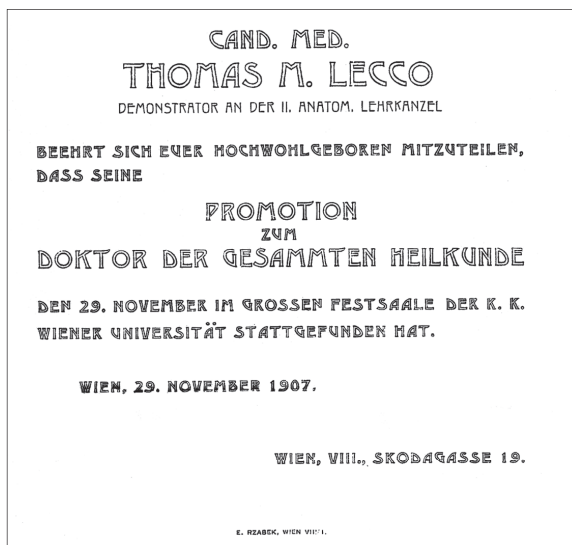 CAND. MED.
THOMAS M. LECCO
DEMONSTRATOR AN DER II. ANATOM. LEHRKANZEL
BEEHRT SICH EUER HOCHWOHLGEBOREN MITZUTEILEN,
DASS SEINE
PROMOTION
ZUM
DOKTOR DER GESAMMTEN HEILKUNDE
DEN 29. NOVEMBER IM GROSSEN FESTSAALE DER K. K.
WIENER UNIVERSITÄT STATTGEFUNDEN HAT.
WIEN, 29. NOVEMBER 1907.
WIEN, VIII., SKODAGASSE 19.
E. RZABEK, WIEN